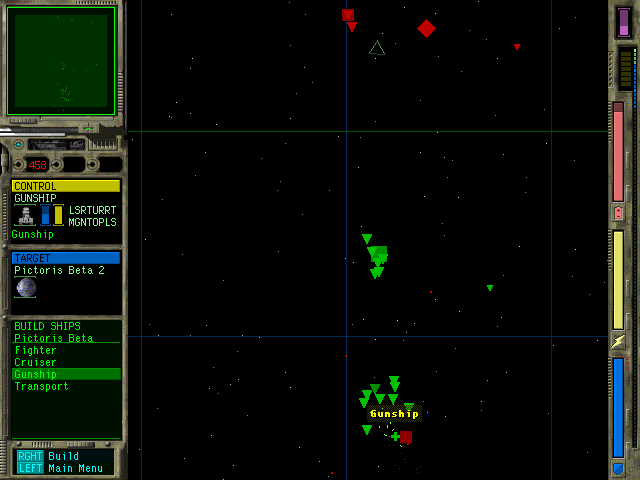 458
CONTROL
GUNSHIP
LSRTURRT
MGNTOPLS
Gunship
TARGET
Pictoris Beta 2
BUILD SHIPS
Pictoris Beta
Fighter
Cruiser
Gunship
Transport
RGHT Build
LEFT Main Menu
Gunship